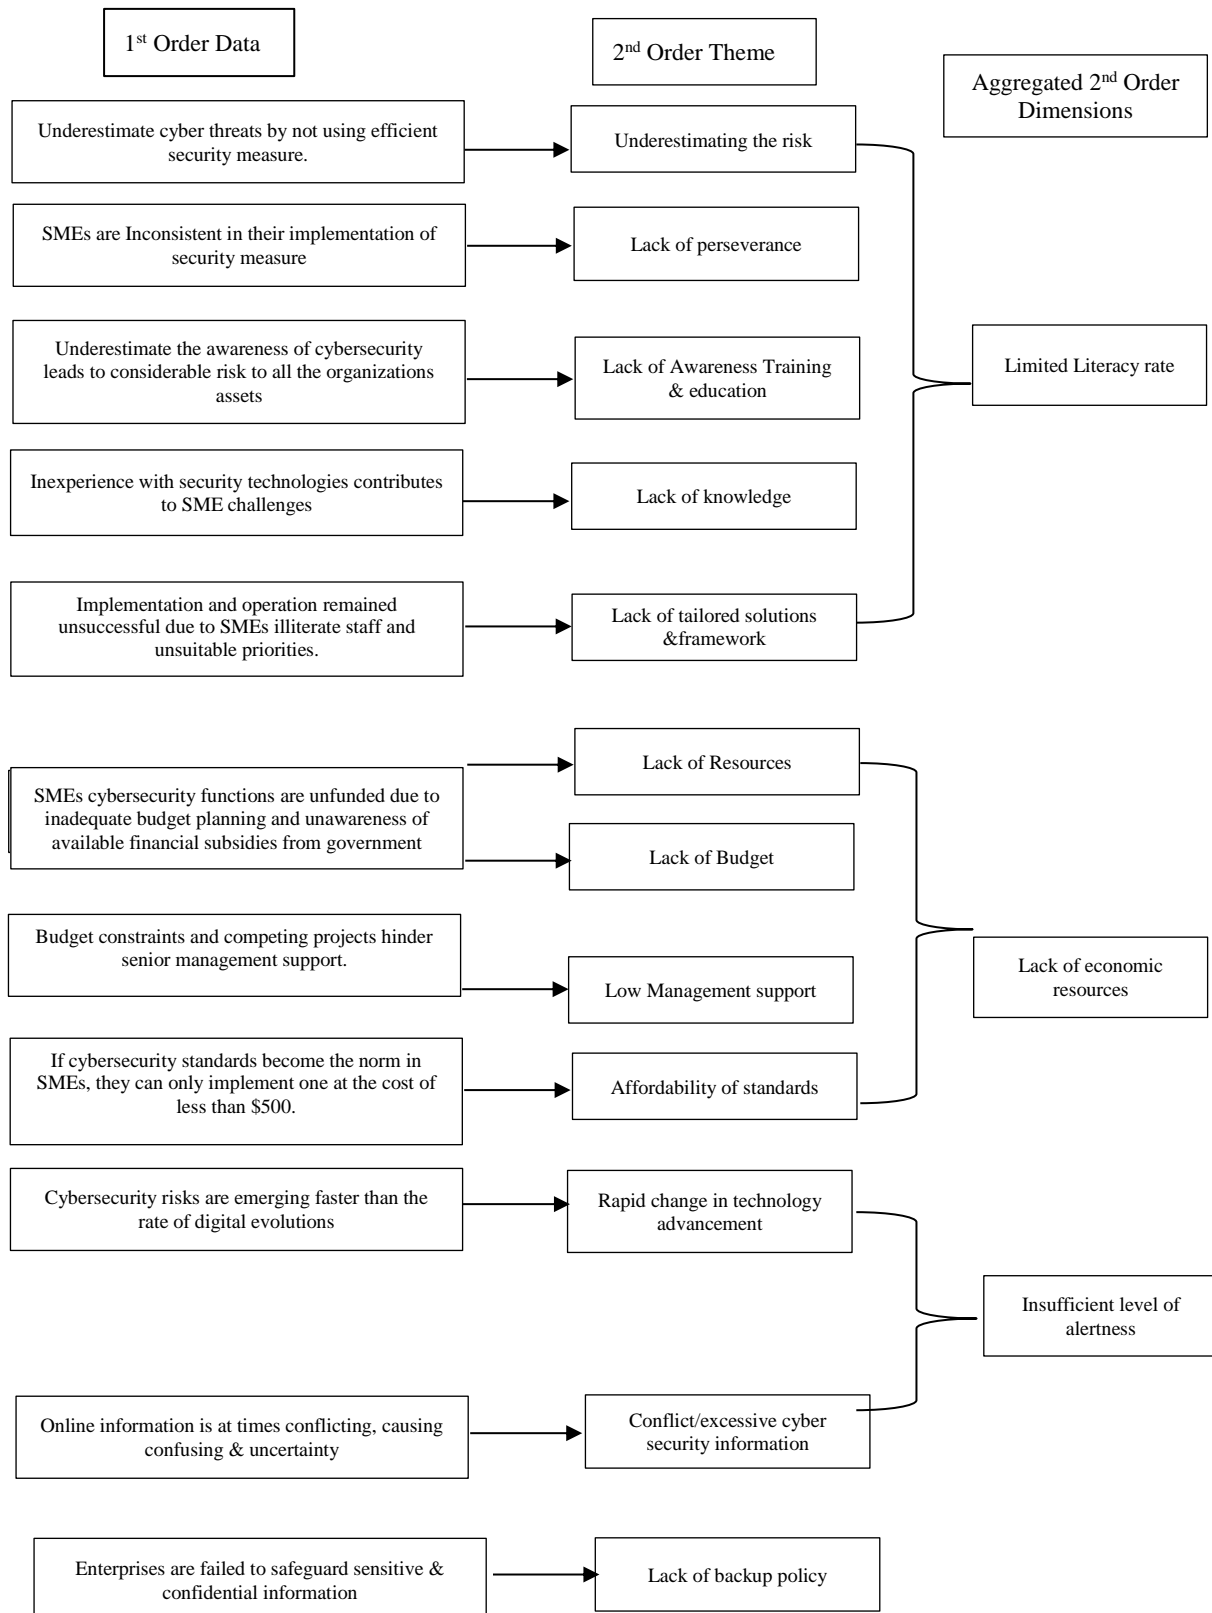 1st Order Data
2nd Order Theme
Aggregated 2nd Order
Dimensions
Underestimate cyber threats by not using efficient
security measure.
Underestimating the risk
SMEs are Inconsistent in their implementation of
security measure
Lack of perseverance
Underestimate the awareness of cybersecurity
leads to considerable risk to all the organizations
assets
Lack of Awareness Training
& education
Limited Literacy rate
Inexperience with security technologies contributes
to SME challenges
Lack of knowledge
Implementation and operation remained
unsuccessful due to SMEs illiterate staff and
unsuitable priorities.
Lack of tailored solutions
&framework
Lack of Resources
SMEs cybersecurity functions are unfunded due to
inadequate budget planning and unawareness of
available financial subsidies from government
Lack of Budget
Budget constraints and competing projects hinder
senior management support.
Low Management support
Lack of economic
resources
If cybersecurity standards become the norm in
SMEs, they can only implement one at the cost of
less than $500.
Affordability of standards
Cybersecurity risks are emerging faster than the
rate of digital evolutions
Rapid change in technology
advancement
Insufficient level of
alertness
Online information is at times conflicting, causing
confusing & uncertainty
Conflict/excessive cyber
security information
Enterprises are failed to safeguard sensitive &
confidential information
Lack of backup policy